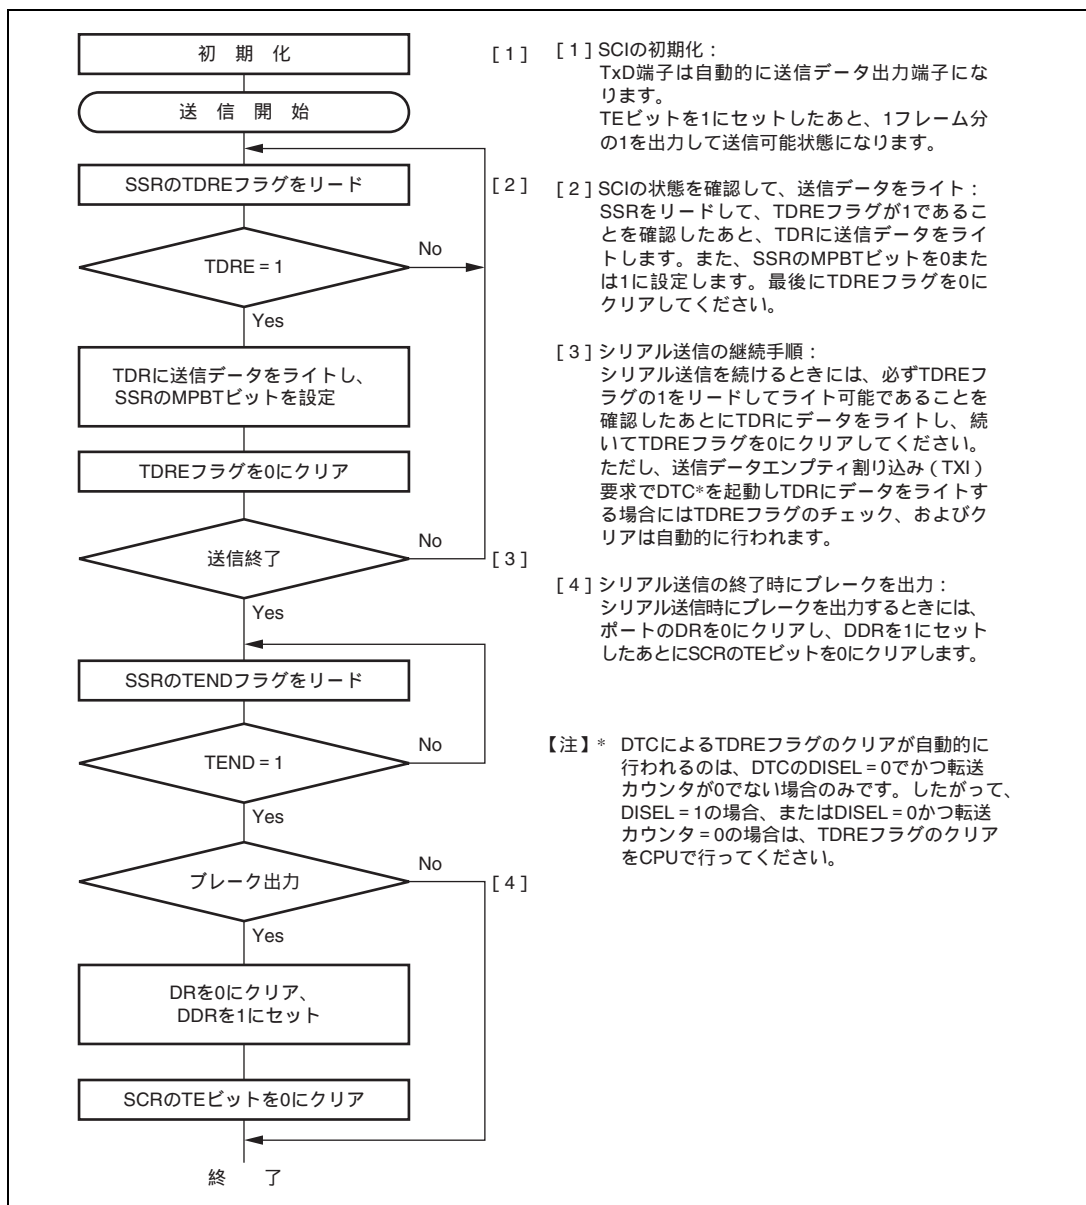 初 期 化
[ 1 ]
送 信 開 始
SSRのTDREフラグをリード
[ 2 ]
TDRE = 1
No
Yes
TDRに送信データをライトし、
SSRのMPBTビットを設定
TDREフラグを0にクリア
送信終了
No
[ 3 ]
Yes
SSRのTENDフラグをリード
TEND = 1
No
Yes
ブレーク出力
No
[ 4 ]
Yes
DRを0にクリア、
DDRを1にセット
SCRのTEビットを0にクリア
終 了
[ 1 ] SCIの初期化：
TxD端子は自動的に送信データ出力端子にな
ります。
TEビットを1にセットしたあと、1フレーム分
の1を出力して送信可能状態になります。
[ 2 ] SCIの状態を確認して、送信データをライト：
SSRをリードして、TDREフラグが1であるこ
とを確認したあと、TDRに送信データをライ
トします。また、SSRのMPBTビットを0また
は1に設定します。最後にTDREフラグを0に
クリアしてください。
[ 3 ] シリアル送信の継続手順：
シリアル送信を続けるときには、必ずTDREフ
ラグの1をリードしてライト可能であることを
確認したあとにTDRにデータをライトし、続
いてTDREフラグを0にクリアしてください。
ただし、送信データエンプティ割り込み（TXI）
要求でDTC*を起動しTDRにデータをライトす
る場合にはTDREフラグのチェック、およびク
リアは自動的に行われます。
[ 4 ] シリアル送信の終了時にブレークを出力：
シリアル送信時にブレークを出力するときには、
ポートのDRを0にクリアし、DDRを1にセット
したあとにSCRのTEビットを0にクリアします。
【注】* DTCによるTDREフラグのクリアが自動的に
行われるのは、DTCのDISEL = 0でかつ転送
カウンタが0でない場合のみです。したがって、
DISEL = 1の場合、またはDISEL = 0かつ転送
カウンタ = 0の場合は、TDREフラグのクリア
をCPUで行ってください。